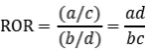 ROR = (a/c)/(b/d) = ad/bc